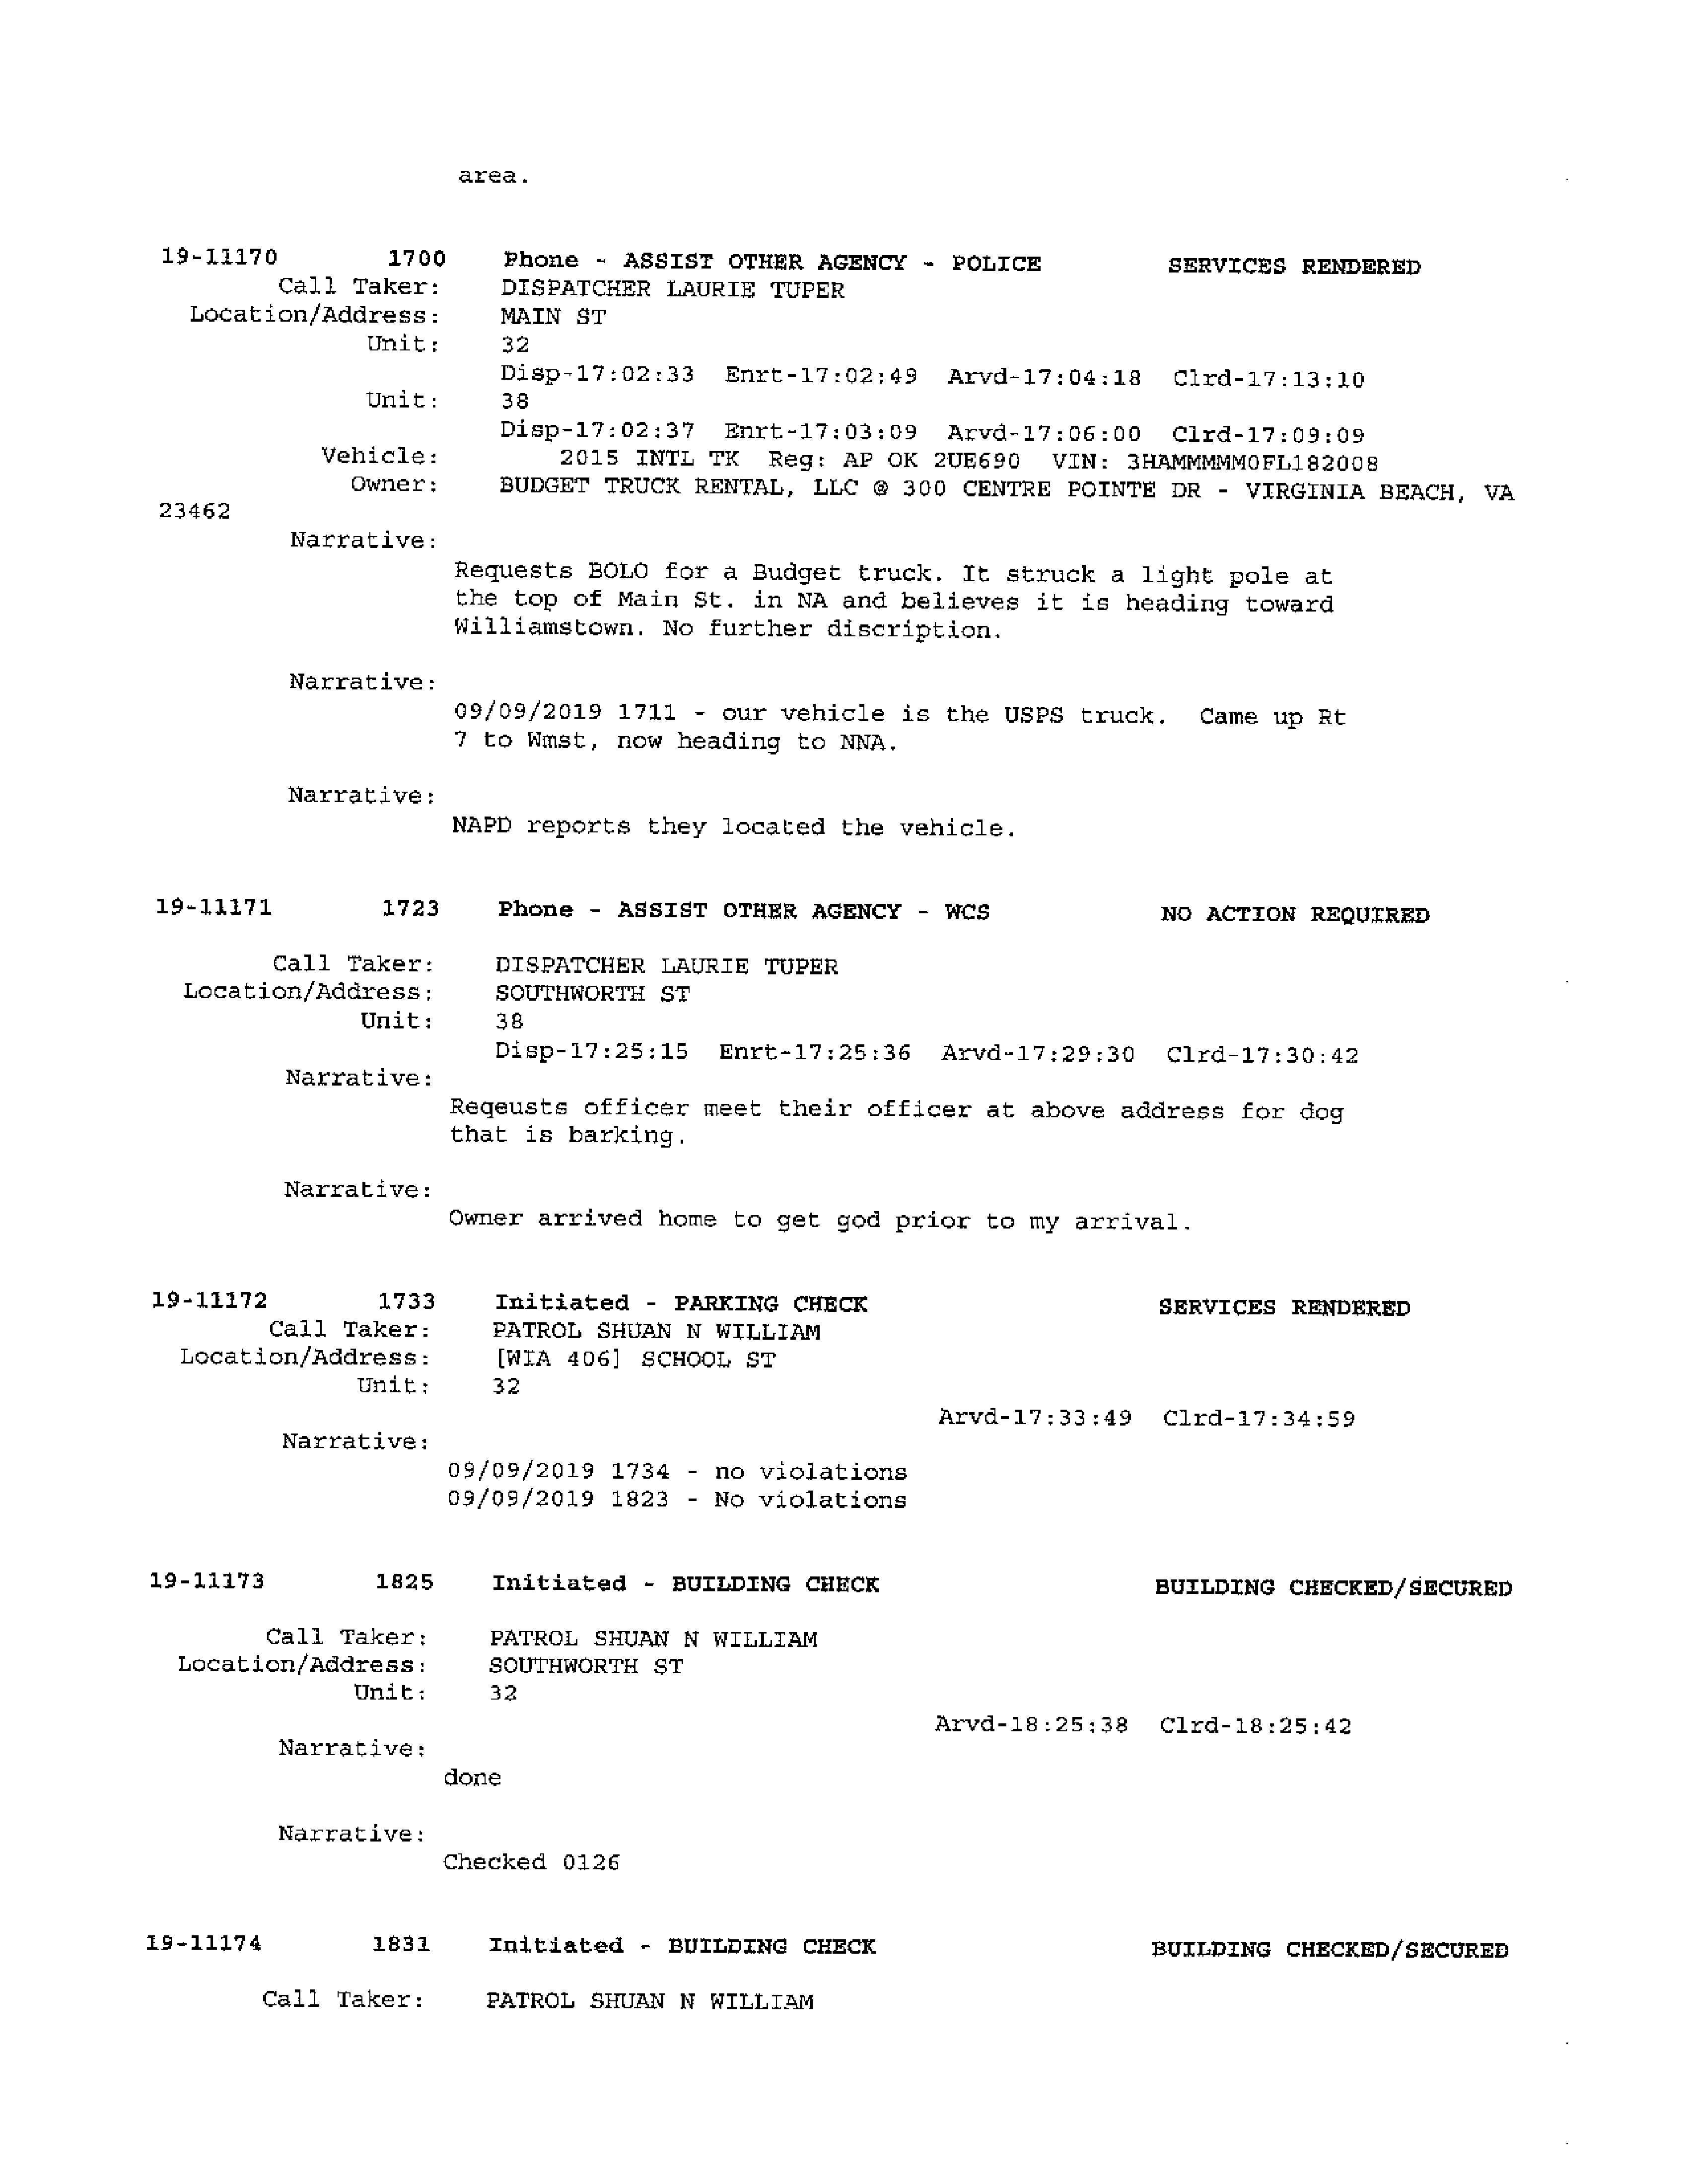 area.
19-11170 1700 Phone - ASSIST OTHER AGENCY - POLICE SERVICES RENDERED
Call Taker: DISPATCHER LAURIE TUPER
Location/Address: MAIN ST
Unit: 32
Disp-17:02:33 Enrt-17:02:49 Arvd-17:04:18 Clrd-17:13:10
Unit: 38
Disp-17:02:37 Enrt-17:03:09 Arvd-17:06:00 Clrd-17:09:09
Vehicle: 2015 INTL TK Reg: AP OK 2UE690 VIN: 3HAMMMMM0FL182008
Owner: BUDGET TRUCK RENTAL, LLC @ 300 CENTRE POINTE DR - VIRGINIA BEACH, VA
23462
Narrative:
Requests BOLO for a Budget truck. It struck a light pole at
the top of Main St. in NA and believes it is heading toward
Williamstown. No further discription.
Narrative:
09/09/2019 1711 - our vehicle is the USPS truck. Came up Rt
7 to Wmst, now heading to NNA.
Narrative:
NAPD reports they located the vehicle.
19-11171 1723 Phone - ASSIST OTHER AGENCY - WCS NO ACTION REQUIRED
Call Taker: DISPATCHER LAURIE TUPER
Location/Address: SOUTHWORTH ST
Unit: 38
Disp-17:25:15 Enrt-17:25:36 Arvd-17:29:30 Clrd-17:30:42
Narrative:
Reqeusts officer meet their officer at above address for dog
that is barking.
Narrative:
Owner arrived home to get god prior to my arrival.
19-11172 1733 Initiated - PARKING CHECK SERVICES RENDERED
Call Taker: PATROL SHUAN N WILLIAM
Location/Address: [WIA 406] SCHOOL ST
Unit: 32
Arvd-17:33:49 Clrd-17:34:59
Narrative:
09/09/2019 1734 - no violations
09/09/2019 1823 - No violations
19-11173 1825 Initiated - BUILDING CHECK BUILDING CHECKED/SECURED
Call Taker: PATROL SHUAN N WILLIAM
Location/Address: SOUTHWORTH ST
Unit: 32
Arvd-18:25:38 Clrd-18:25:42
Narrative:
done
Narrative:
Checked 0126
19-11174 1831 Initiated - BUILDING CHECK BUILDING CHECKED/SECURED
Call Taker: PATROL SHUAN N WILLIAM